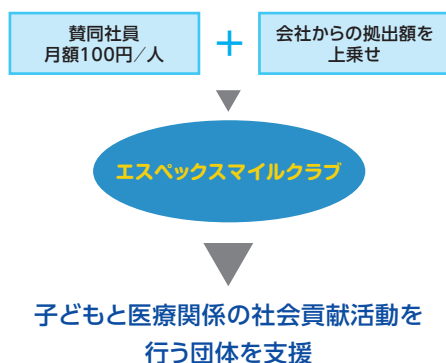 賛同社員
月額100円／人
+
会社からの拠出額を
上乗せ
エスペックスマイルクラブ
子どもと医療関係の社会貢献活動を
行う団体を支援